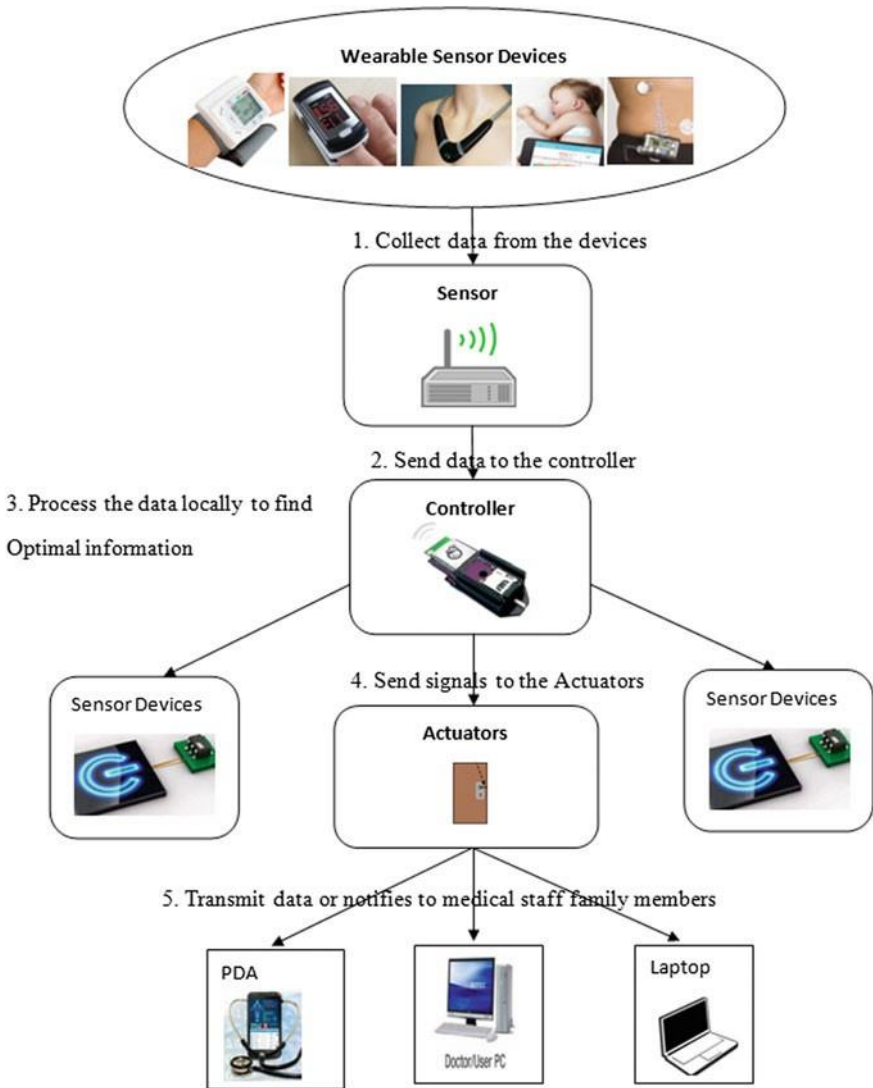 Wearable Sensor Devices
1. Collect data from the devices
Sensor
2. Send data to the controller
3. Process the data locally to find
Optimal information
Controller
4. Send signals to the Actuators
Sensor Devices
Sensor Devices
Actuators
5. Transmit data or notifies to medical staff family members
PDA
Doctor/User PC
Laptop